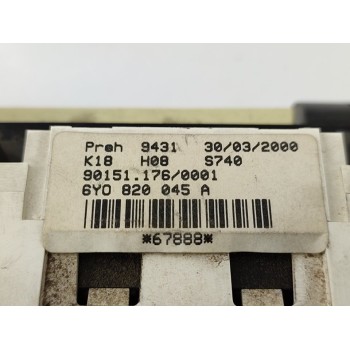 Preh 9431 30/03/2000
K18 H08 S740
90151.176/0001
6Y0 820 045 A
*67888*